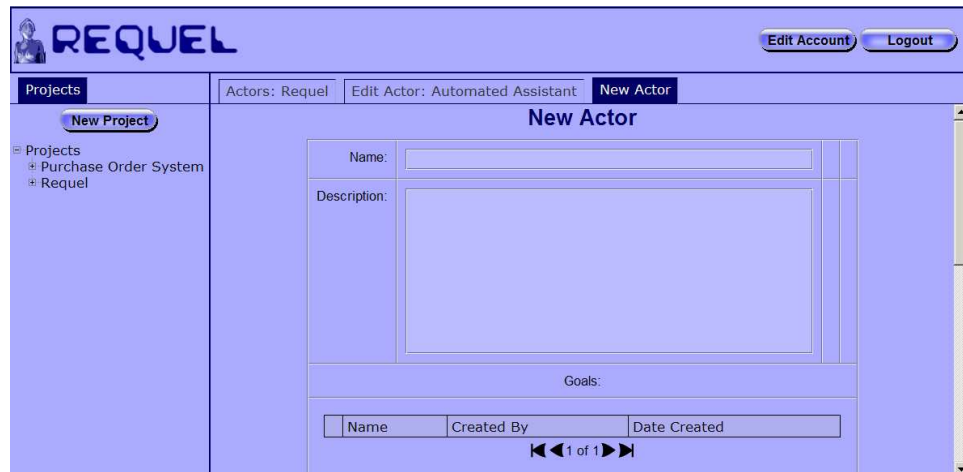 REQUEL
Edit Account Logout
Projects
Actors: Requel Edit Actor: Automated Assistant New Actor
New Project
New Actor
Projects
Purchase Order System
Requel
Name:
Description:
Goals:
Name Created By Date Created
1 of 1